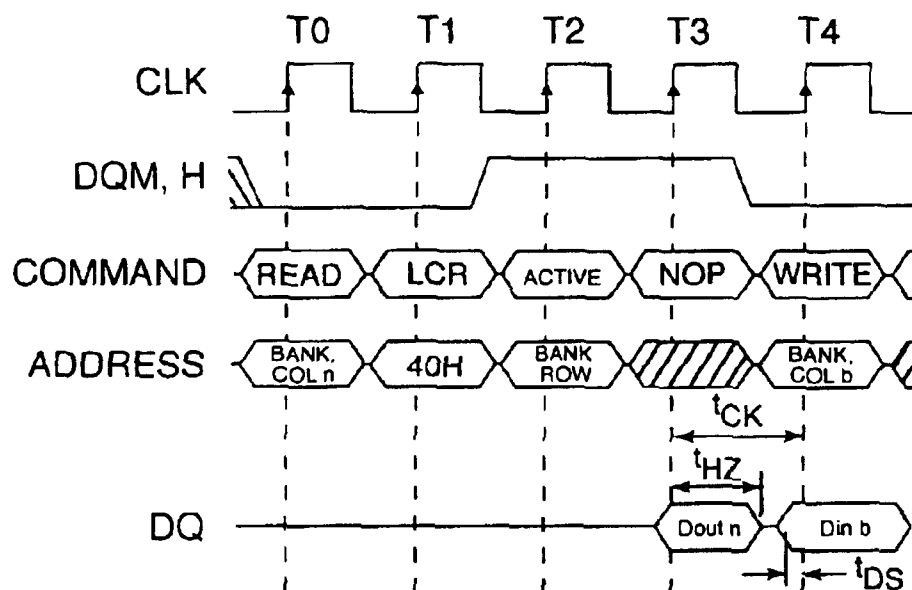 T0 T1 T2 T3 T4
CLK
DQM, H
COMMAND READ LCR ACTIVE NOP WRITE
ADDRESS BANK, COL n 40H BANK ROW BANK, COL b
tCK
tHZ
DQ Dout n Din b
tDS